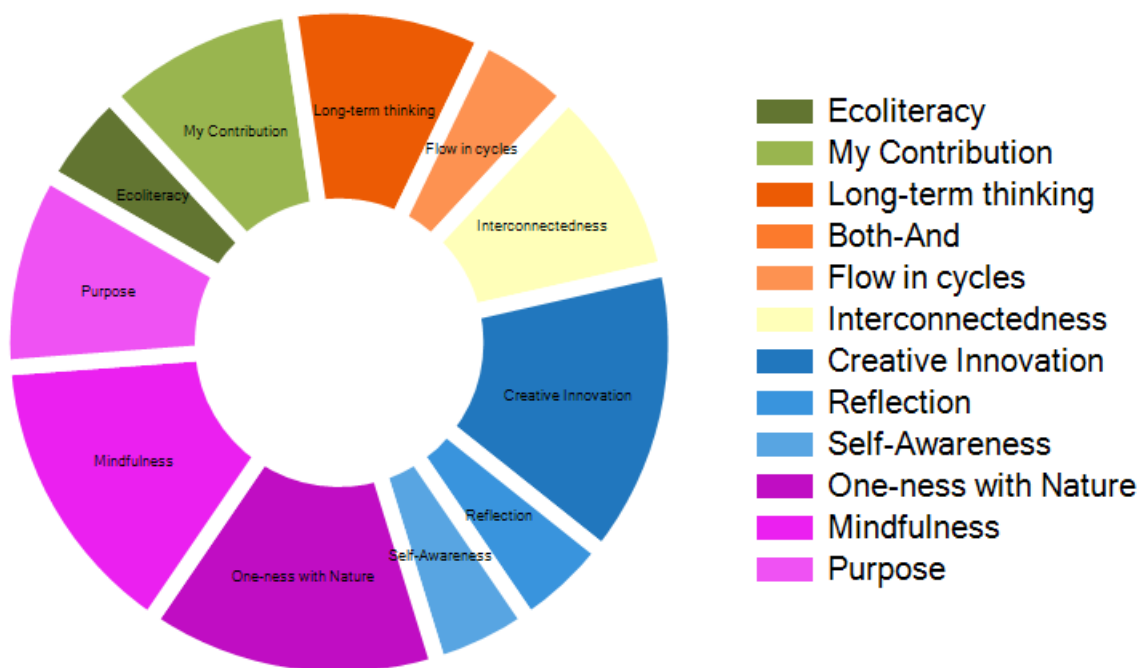 Long-term thinking
My Contribution
Flow in cycles
Ecoliteracy
Interconnectedness
Purpose
Creative Innovation
Mindfulness
Reflection
Self-Awareness
One-ness with Nature
Ecoliteracy
My Contribution
Long-term thinking
Both-And
Flow in cycles
Interconnectedness
Creative Innovation
Reflection
Self-Awareness
One-ness with Nature
Mindfulness
Purpose